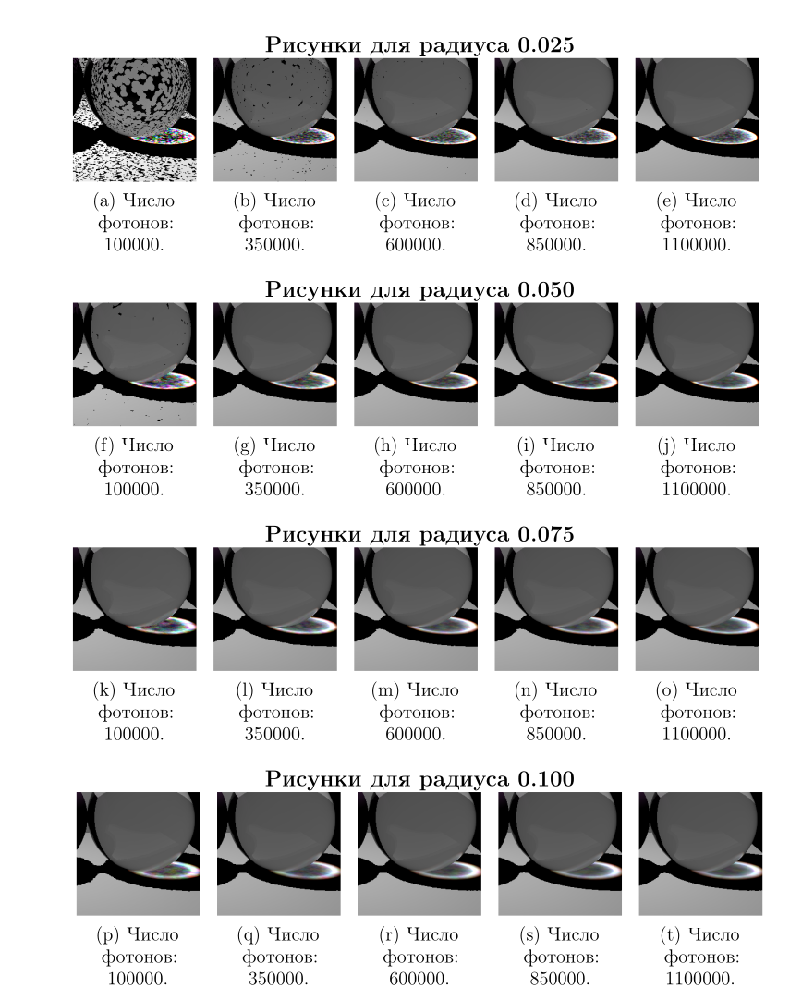 Рисунки для радиуса 0.025
(a) Число (b) Число (c) Число (d) Число (e) Число
фотонов: фотонов: фотонов: фотонов: фотонов:
100000. 350000. 600000. 850000. 1100000.
Рисунки для радиуса 0.050
(f) Число (g) Число (h) Число (i) Число (j) Число
фотонов: фотонов: фотонов: фотонов: фотонов:
100000. 350000. 600000. 850000. 1100000.
Рисунки для радиуса 0.075
(k) Число (l) Число (m) Число (n) Число (o) Число
фотонов: фотонов: фотонов: фотонов: фотонов:
100000. 350000. 600000. 850000. 1100000.
Рисунки для радиуса 0.100
(p) Число (q) Число (r) Число (s) Число (t) Число
фотонов: фотонов: фотонов: фотонов: фотонов:
100000. 350000. 600000. 850000. 1100000.